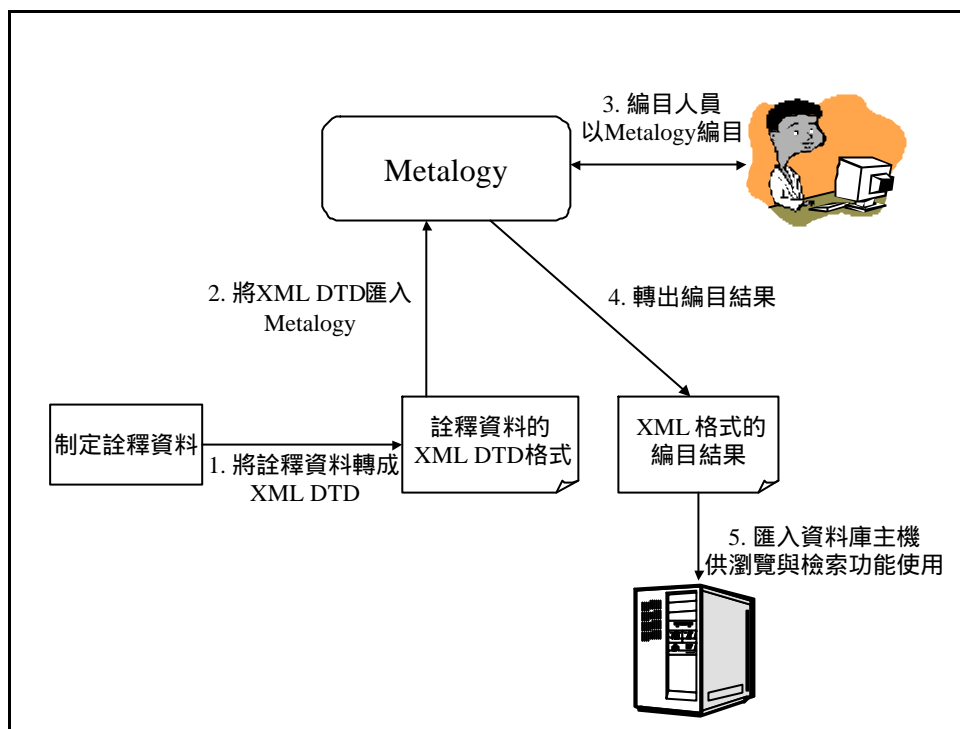 3. 編目人員
以Metalogy編目
Metalogy
2. 將XML DTD匯入
Metalogy
4. 轉出編目結果
制定詮釋資料
1. 將詮釋資料轉成
XML DTD
詮釋資料的
XML DTD格式
XML 格式的
編目結果
5. 匯入資料庫主機
供瀏覽與檢索功能使用